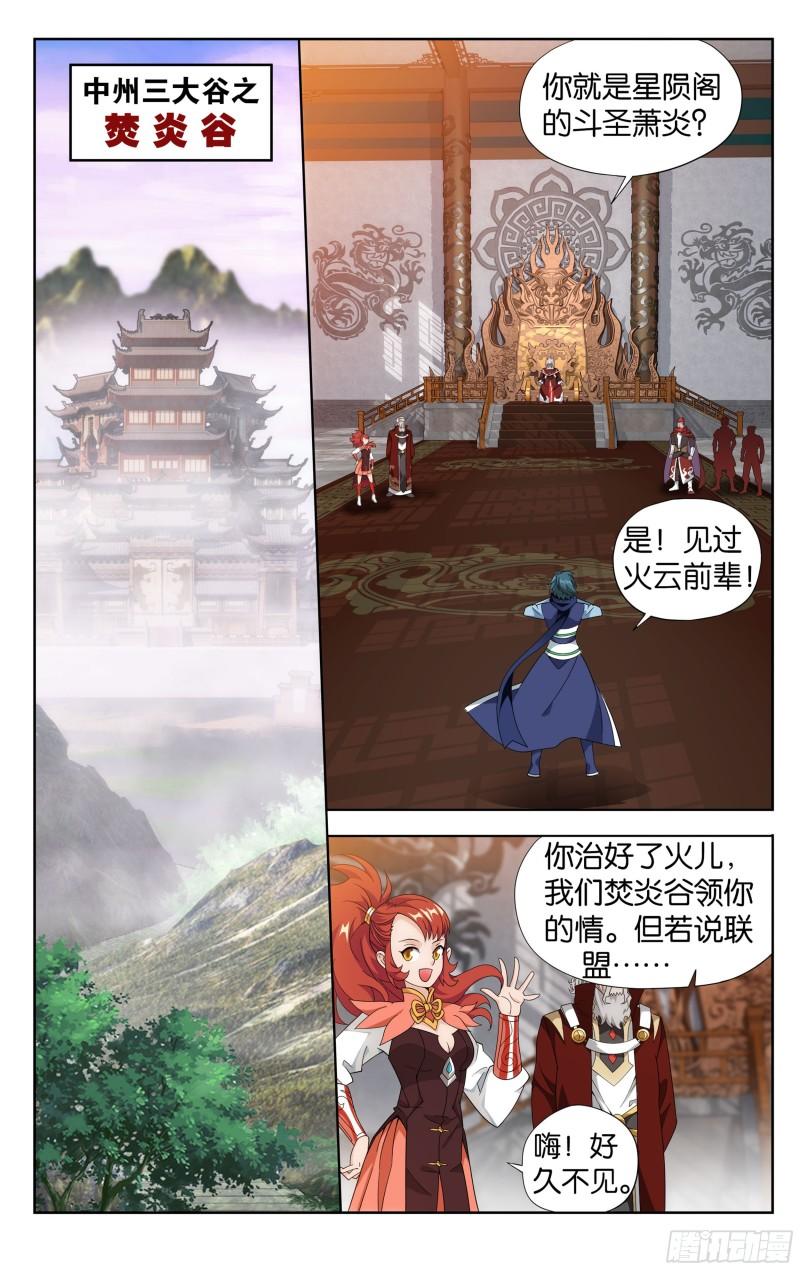 中州三大谷之
焚炎谷
你就是星陨阁
的斗圣萧炎？
是！见过
火云前辈！
你治好了火儿，
我们焚炎谷领你
的情。但若说联
盟……
嗨！好
久不见。
腾讯动漫